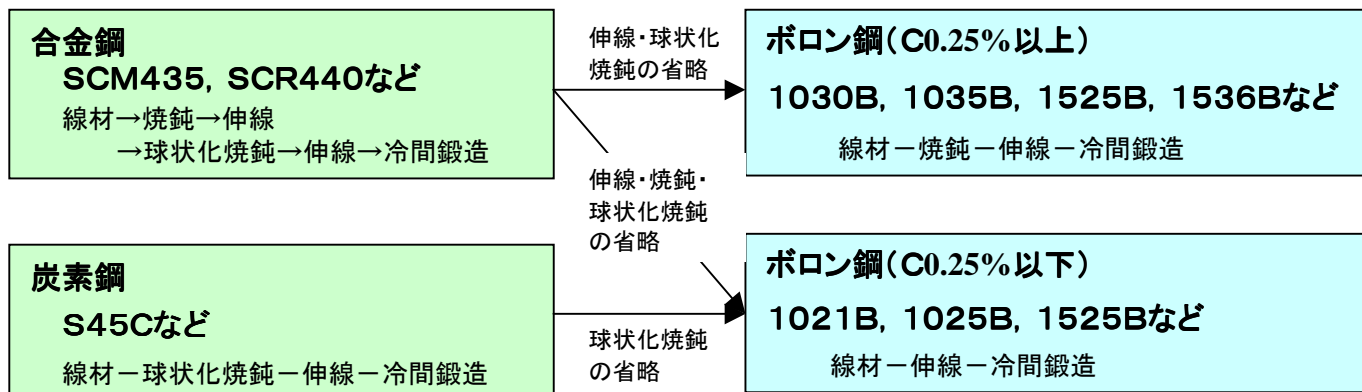 合金鋼
SCM435，SCR440など
線材→焼鈍→伸線
→球状化焼鈍→伸線→冷間鍛造
伸線・球状化
焼鈍の省略
ボロン鋼（C0.25%以上）
1030B，1035B，1525B，1536Bなど
線材－焼鈍－伸線－冷間鍛造
伸線・焼鈍・
球状化焼鈍
の省略
炭素鋼
S45Cなど
線材－球状化焼鈍－伸線－冷間鍛造
球状化焼鈍
の省略
ボロン鋼（C0.25%以下）
1021B，1025B，1525Bなど
線材－伸線－冷間鍛造